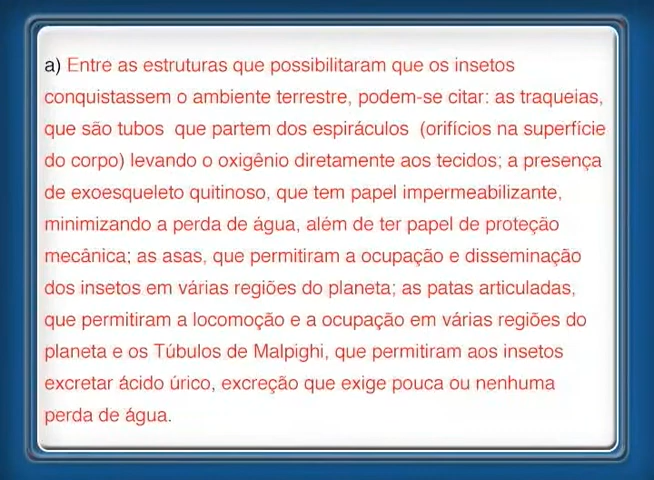 a) Entre as estruturas que possibilitaram que os insetos
conquistassem o ambiente terrestre, podem-se citar: as traqueias,
que são tubos que partem dos espiráculos (orifícios na superfície
do corpo) levando o oxigênio diretamente aos tecidos; a presença
de exoesqueleto quitinoso, que tem papel impermeabilizante,
minimizando a perda de água, além de ter papel de proteção
mecânica; as asas, que permitiram a ocupação e disseminação
dos insetos em várias regiões do planeta; as patas articuladas,
que permitiram a locomoção e a ocupação em várias regiões do
planeta e os Túbulos de Malpighi, que permitiram aos insetos
excretar ácido úrico, excreção que exige pouca ou nenhuma
perda de água.